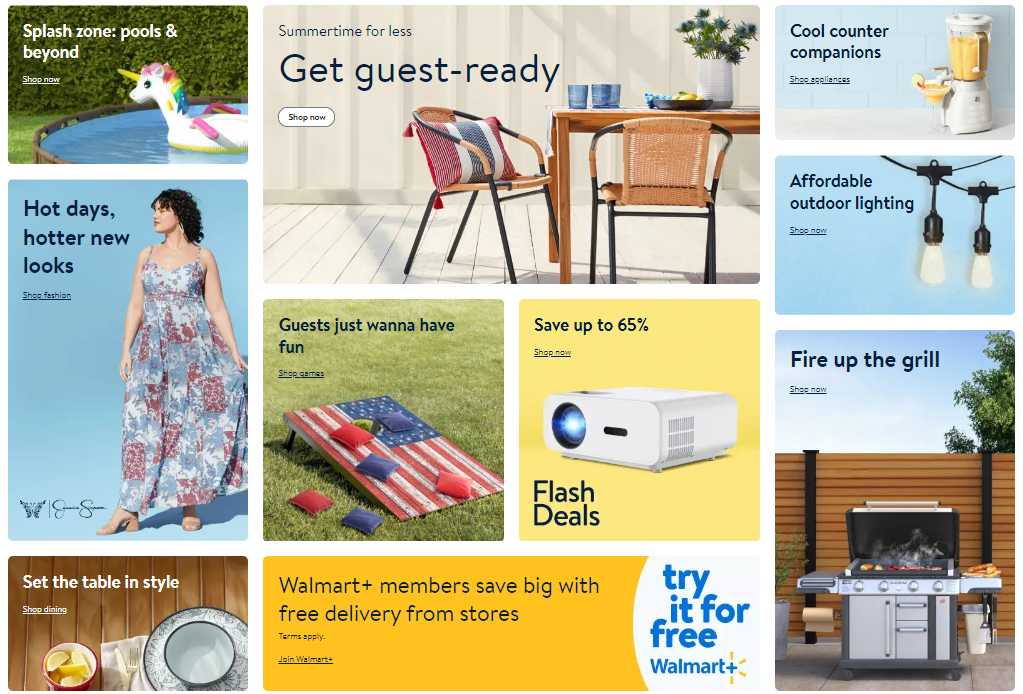 Splash zone: pools &
beyond
Shop now
Summertime for less
Get guest-ready
Shop now
Cool counter
companions
Shop appliances
Hot days,
hotter new
looks
Shop fashion
Affordable
outdoor lighting
Shop now
Guests just wanna have
fun
Shop games
Save up to 65%
Shop now
Flash
Deals
Fire up the grill
Shop now
Set the table in style
Shop dining
Walmart+ members save big with
free delivery from stores
Terms apply.
Join Walmart+
try
it for
free
Walmart+